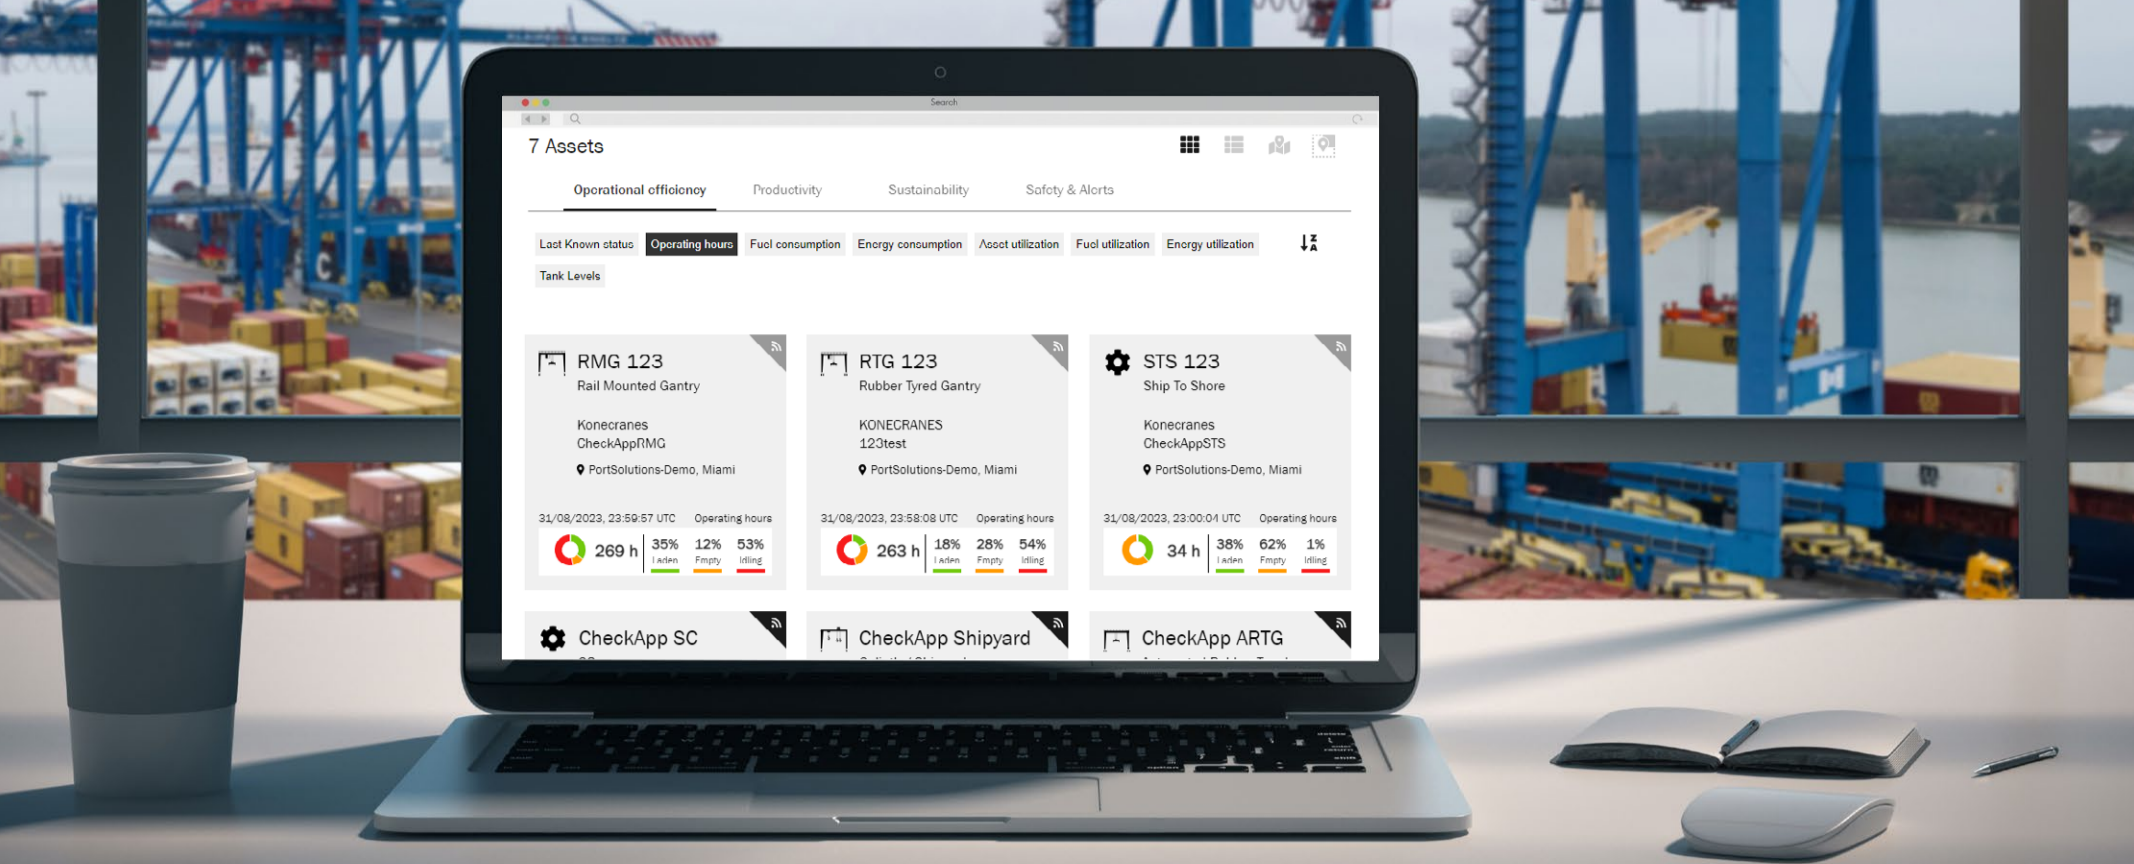 Search
7 Assets
Operational efficiency Productivity Sustainability Safety & Alerts
Last Known status Operating hours Fuel consumption Energy consumption Asset utilization Fuel utilization Energy utilization
Z
A
Tank Levels
RMG 123
Rail Mounted Gantry
Konecranes
CheckAppRMG
PortSolutions-Demo, Miami
31/08/2023, 23:59:57 UTC Operating hours
269 h 35% 12% 53%
Laden Empty Idling
RTG 123
Rubber Tyred Gantry
KONECRANES
123test
PortSolutions-Demo, Miami
31/08/2023, 23:58:08 UTC Operating hours
263 h 18% 28% 54%
Laden Empty Idling
STS 123
Ship To Shore
Konecranes
CheckAppSTS
PortSolutions-Demo, Miami
31/08/2023, 23:00:04 UTC Operating hours
34 h 38% 62% 1%
Laden Empty Idling
CheckApp SC
CheckApp Shipyard
CheckApp ARTG
delete
return
shift
option